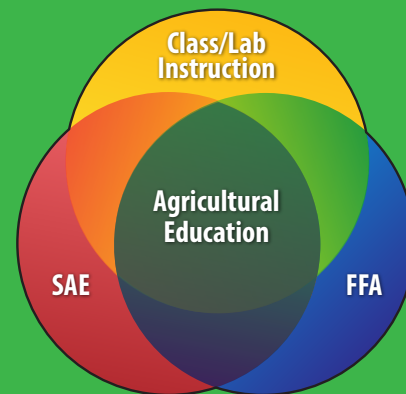 Class/Lab
Instruction
Agricultural
Education
SAE
FFA